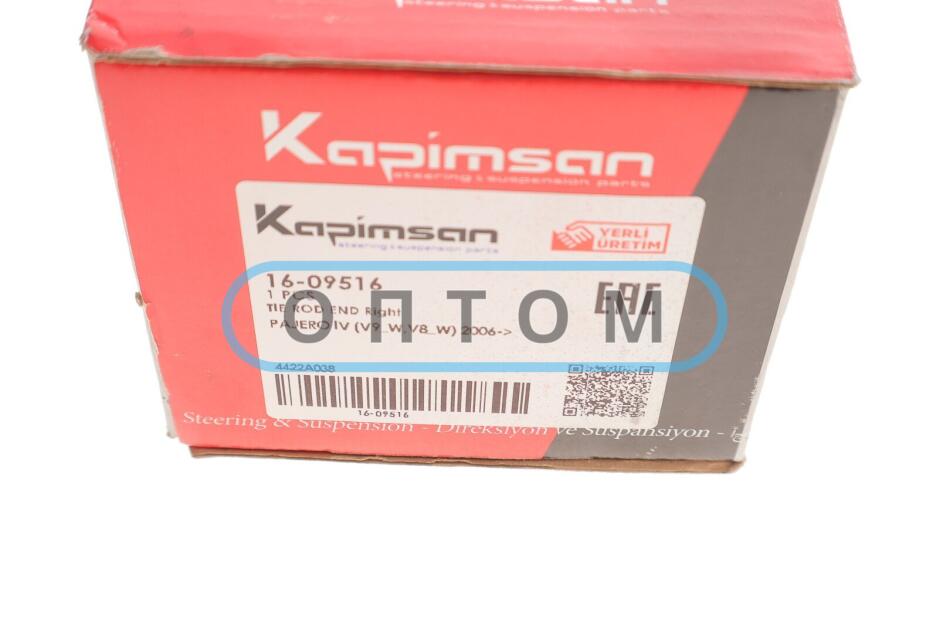 Kapimsan
steering & suspension parts
Kapimsan
steering & suspension parts
YERLİ
ÜRETİM
16-09516
1 PCS
TIE ROD END Right
PAJERO IV (V9_W,V8_W) 2006->
EAC
ОПТОМ
4422A038
16-09516
Steering & Suspension - Direksiyon ve Suspansiyon -